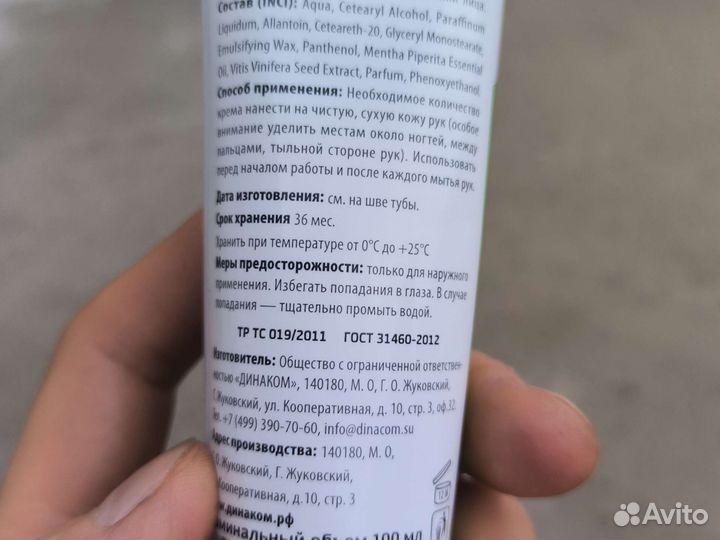 Состав (INCI): Aqua, Cetearyl Alcohol, Paraffinum
Liquidum, Allantoin, Ceteareth-20, Glyceryl Monostearate,
Emulsifying Wax, Panthenol, Mentha Piperita Essential
Oil, Vitis Vinifera Seed Extract, Parfum, Phenoxyethanol,
Способ применения: Необходимое количество
крема нанести на чистую, сухую кожу рук (особое
внимание уделить местам около ногтей, между
пальцами, тыльной стороне рук). Использовать
перед началом работы и после каждого мытья рук.
Дата изготовления: см. на шве тубы.
Срок хранения 36 мес.
Хранить при температуре от 0°C до +25°C
Меры предосторожности: только для наружного
применения. Избегать попадания в глаза. В случае
попадания — тщательно промыть водой.
ТР ТС 019/2011 ГОСТ 31460-2012
Изготовитель: Общество с ограниченной ответствен-
ностью «ДИНАКОМ», 140180, М. О, Г. О. Жуковский,
Г. Жуковский, ул. Кооперативная, д. 10, стр. 3, оф.32.
Тел.+7 (499) 390-70-60, info@dinacom.su
Адрес производства: 140180, М. О,
Г.О. Жуковский, Г. Жуковский,
Кооперативная, д. 10, стр. 3
динаком.рф
объем 100 мл
12
Avito